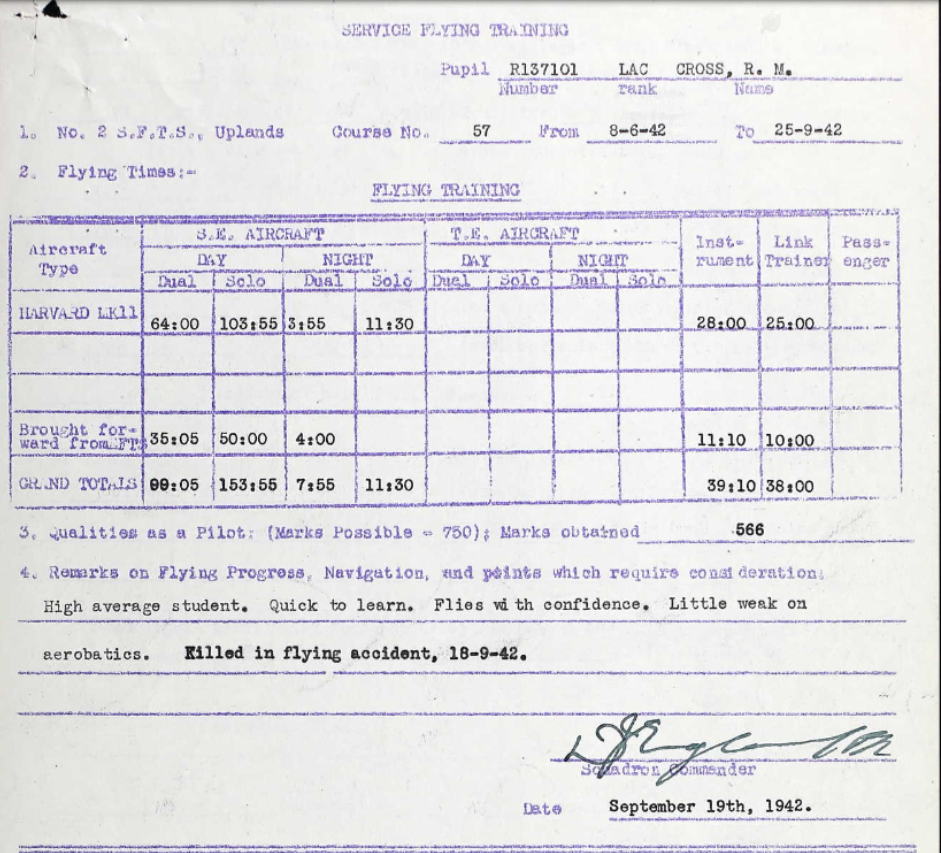 SERVICE FLYING TRAINING
Pupil R137101 LAC CROSS, R. M.
Number rank Name
1. No. 2 S.F.T.S., Uplands Course No. 57 From 8-6-42 To 25-9-42
2. Flying Times:-
FLYING TRAINING
Aircraft Type S.E. AIRCRAFT T.E. AIRCRAFT Inst-rument Link Trainer Pass-enger
DAY NIGHT DAY NIGHT
Dual Solo Dual Solo Dual Solo Dual Solo
HARVARD 64:00 103:55 3:55 11:30 28:00 25:00
Brought for-
ward from EFTS 35:05 50:00 4:00 11:10 10:00
GRAND TOTALS 99:05 153:55 7:55 11:30 39:10 38:00
3. Qualities as a Pilot: (Marks Possible - 750); Marks obtained 566
4. Remarks on Flying Progress, Navigation, and points which require consideration.
High average student. Quick to learn. Flies with confidence. Little weak on
aerobatics. Killed in flying accident, 18-9-42.
Squadron Commander
Date September 19th, 1942.